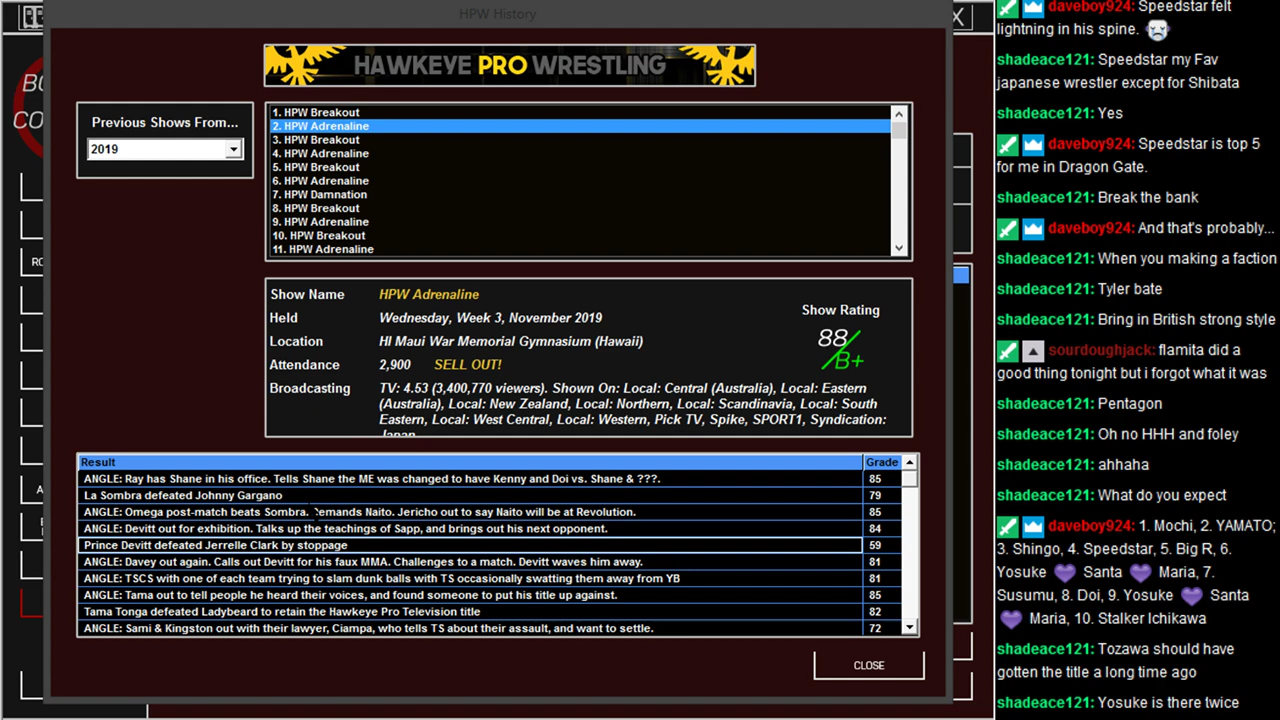 HPW History
X
BO
CO
RO
A
HAWKEYE PRO WRESTLING
Previous Shows From...
2019
1. HPW Breakout
2. HPW Adrenaline
3. HPW Breakout
4. HPW Adrenaline
5. HPW Breakout
6. HPW Adrenaline
7. HPW Damnation
8. HPW Breakout
9. HPW Adrenaline
10. HPW Breakout
11. HPW Adrenaline
Show Name HPW Adrenaline
Held Wednesday, Week 3, November 2019
Location HI Maui War Memorial Gymnasium (Hawaii)
Attendance 2,900 SELL OUT!
Broadcasting TV: 4.53 (3,400,770 viewers). Shown On: Local: Central (Australia), Local: Eastern
(Australia), Local: New Zealand, Local: Northern, Local: Scandinavia, Local: South
Eastern, Local: West Central, Local: Western, Pick TV, Spike, SPORT1, Syndication:
Japan
Show Rating
88
B+
Result Grade
ANGLE: Ray has Shane in his office. Tells Shane the ME was changed to have Kenny and Doi vs. Shane & ???. 85
La Sombra defeated Johnny Gargano 79
ANGLE: Omega post-match beats Sombra. Demands Naito. Jericho out to say Naito will be at Revolution. 85
ANGLE: Devitt out for exhibition. Talks up the teachings of Sapp, and brings out his next opponent. 84
Prince Devitt defeated Jerrelle Clark by stoppage 59
ANGLE: Davey out again. Calls out Devitt for his faux MMA. Challenges to a match. Devitt waves him away. 81
ANGLE: TSCS with one of each team trying to slam dunk balls with TS occasionally swatting them away from YB 81
ANGLE: Tama out to tell people he heard their voices, and found someone to put his title up against. 85
Tama Tonga defeated Ladybeard to retain the Hawkeye Pro Television title 82
ANGLE: Sami & Kingston out with their lawyer, Ciampa, who tells TS about their assault, and want to settle. 72
CLOSE
daveboy924: Speedstar felt
lightning in his spine.
shadeace121: Speedstar my Fav
japanese wrestler except for Shibata
shadeace121: Yes
daveboy924: Speedstar is top 5
for me in Dragon Gate.
shadeace121: Break the bank
daveboy924: And that's probably...
shadeace121: When you making a faction
shadeace121: Tyler bate
shadeace121: Bring in British strong style
sourdoughjack: flamita did a
good thing tonight but i forgot what it was
shadeace121: Pentagon
shadeace121: Oh no HHH and foley
shadeace121: ahhaha
shadeace121: What do you expect
daveboy924: 1. Mochi, 2. YAMATO;
3. Shingo, 4. Speedstar, 5. Big R, 6.
Yosuke Santa Maria, 7.
Susumu, 8. Doi, 9. Yosuke Santa
Maria, 10. Stalker Ichikawa
shadeace121: Tozawa should have
gotten the title a long time ago
shadeace121: Yosuke is there twice